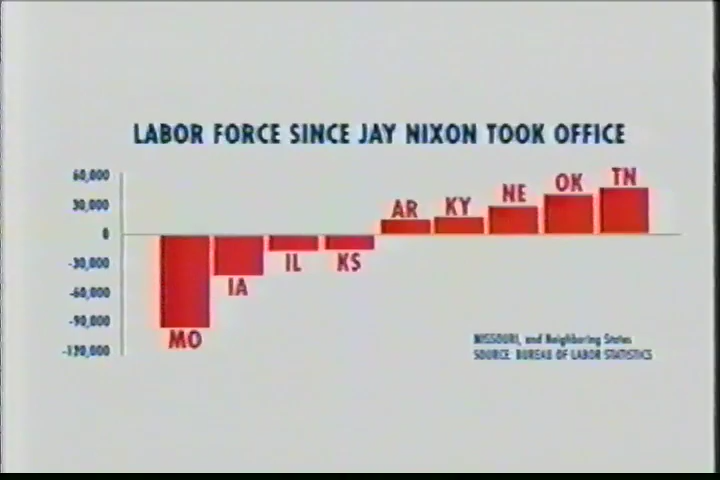 LABOR FORCE SINCE JAY NIXON TOOK OFFICE
60,000
30,000
0
-30,000
-60,000
-90,000
-120,000
MO
IA
IL
KS
AR
KY
NE
OK
TN
MISSOURI, and Neighboring States
SOURCE: BUREAU OF LABOR STATISTICS